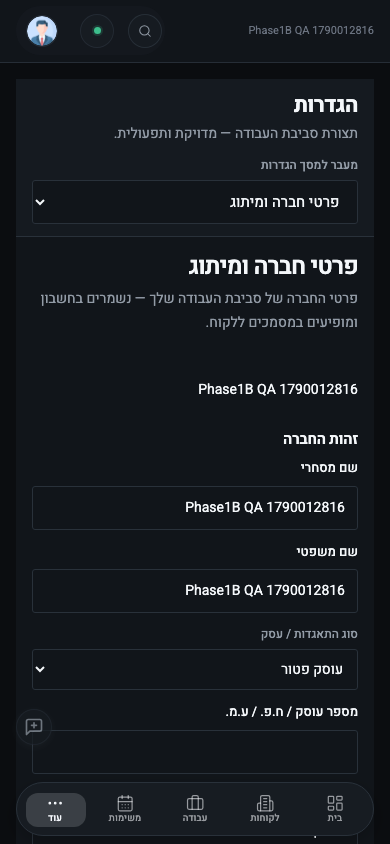 Phase1B QA 1790012816
הגדרות
תצורת סביבת העבודה — מדויקת ותפעולית.
מעבר למסך הגדרות
פרטי חברה ומיתוג
פרטי חברה ומיתוג
פרטי החברה של סביבת העבודה שלך — נשמרים בחשבון
ומופיעים במסמכים ללקוח.
Phase1B QA 1790012816
זהות החברה
שם מסחרי
Phase1B QA 1790012816
שם משפטי
Phase1B QA 1790012816
סוג התאגדות / עסק
עוסק פטור
מספר עוסק / ח.פ. / ע.מ.
בית
לקוחות
עבודה
משימות
עוד